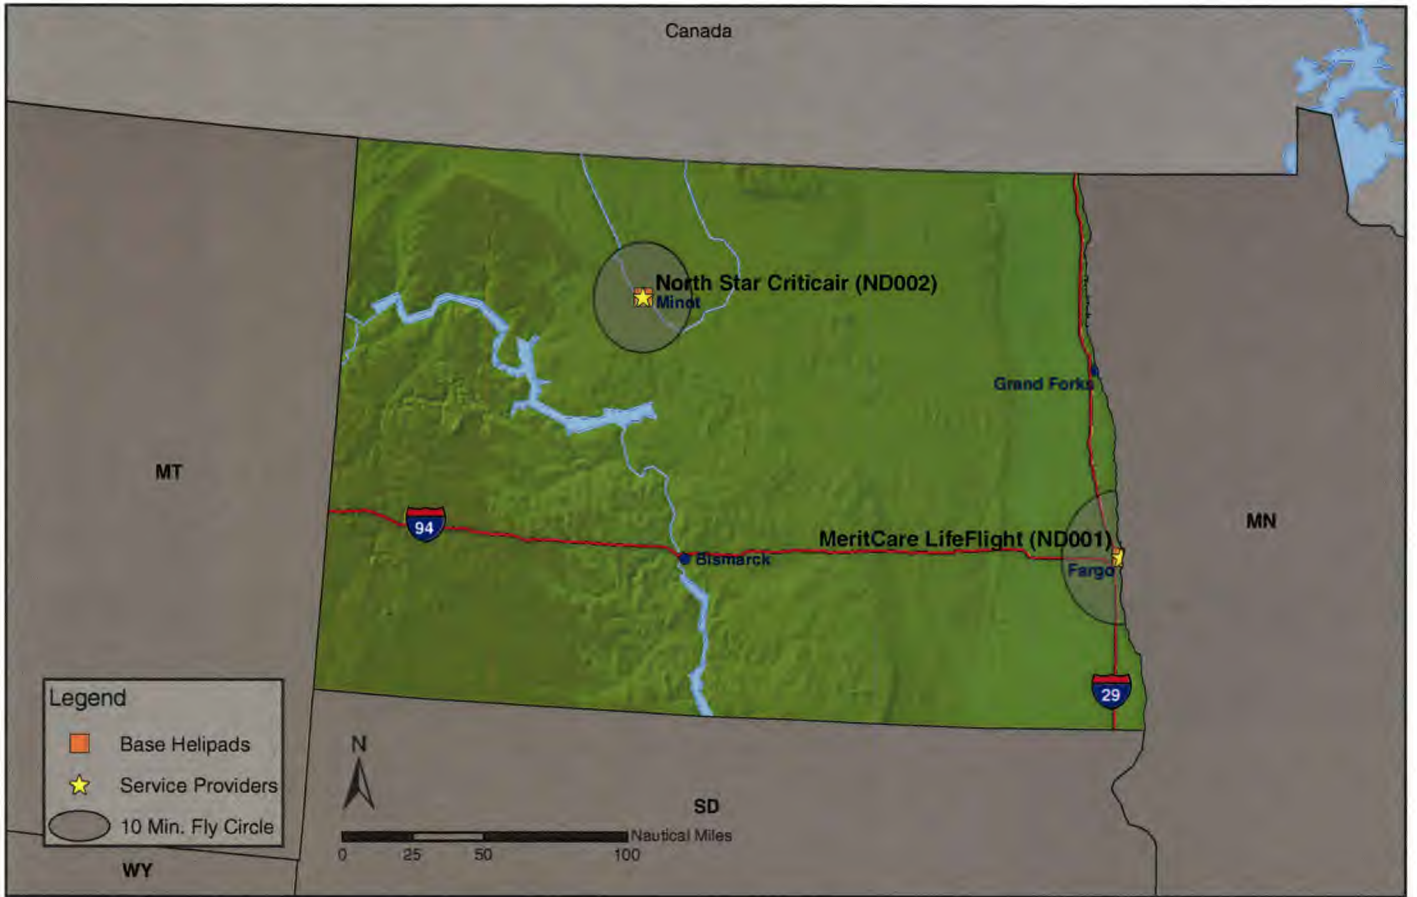 Canada
North Star Criticair (ND002)
Minot
Grand Forks
MT
94
MN
MeritCare LifeFlight (ND001)
Bismarck
Fargo
29
Legend
Base Helipads
Service Providers
10 Min. Fly Circle
N
SD
Nautical Miles
0 25 50 100
WY